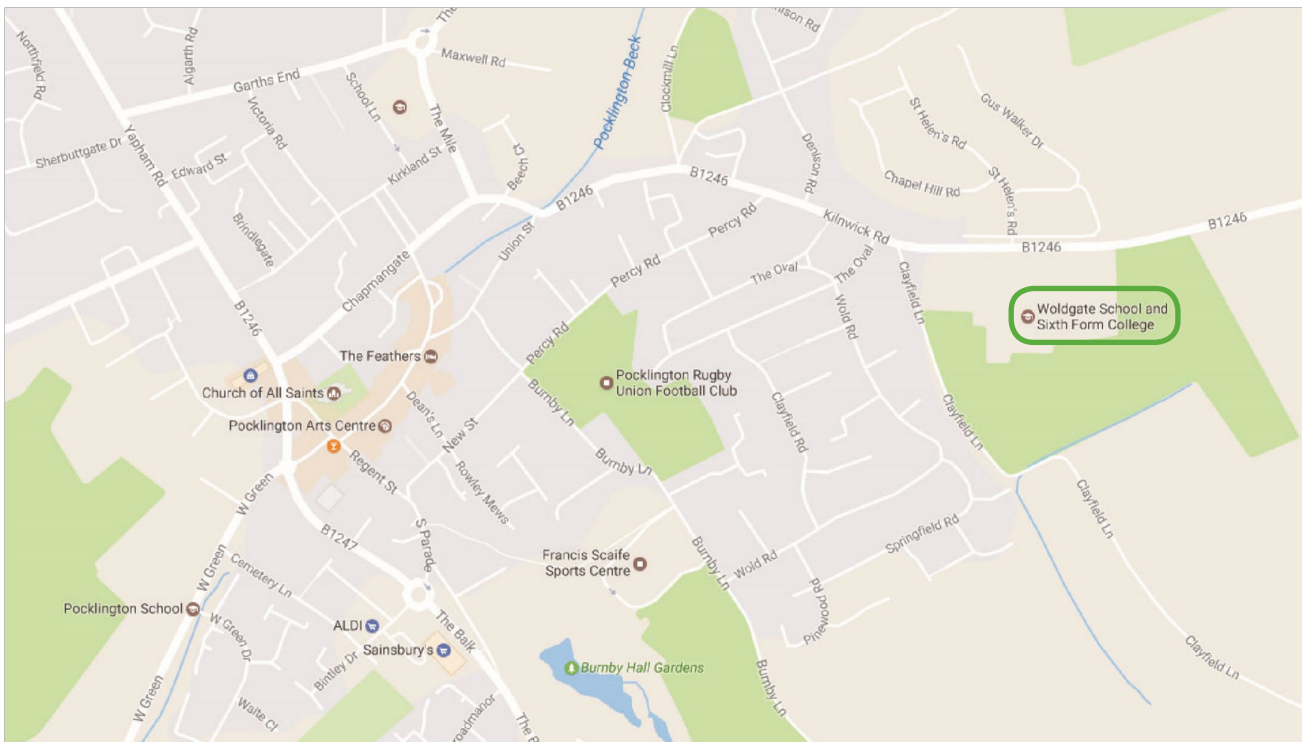 The
Maxwell Rd
Northfield Rd
Algarth Rd
Garths End
School Ln
The Mile
Victoria Rd
Yapham Rd
Sherbuttgate Dr
Edward St
Kirkland St
Brindlegate
Beech Ct
Pocklington Beck
Clockmill Ln
Denison Rd
St Helen's Rd
Gus Walker Dr
Chapel Hill Rd
St Helen's Rd
B1246
B1246
Kilnwick Rd
B1246
B1246
Union St
Percy Rd
Percy Rd
The Oval
The Oval
Clayfield Ln
Chapmangate
B1246
Wold Rd
Woldgate School and
Sixth Form College
The Feathers
Percy Rd
Church of All Saints
Dean's Ln
Burnby Ln
Pocklington Rugby
Union Football Club
Pocklington Arts Centre
New St
Clayfield Rd
Clayfield Ln
Regent St
Rowley Mews
Burnby Ln
W Green
B1247
S Parade
Springfield Rd
Clayfield Ln
W Green
Cemetery Ln
Francis Scaife
Sports Centre
Burnby Ln
Wold Rd
Pinewood Rd
Pocklington School
W Green Dr
ALDI
Sainsbury's
The Balk
Bintley Dr
Burnby Hall Gardens
Burnby Ln
Clayfield Ln
W Green
Waite Cl